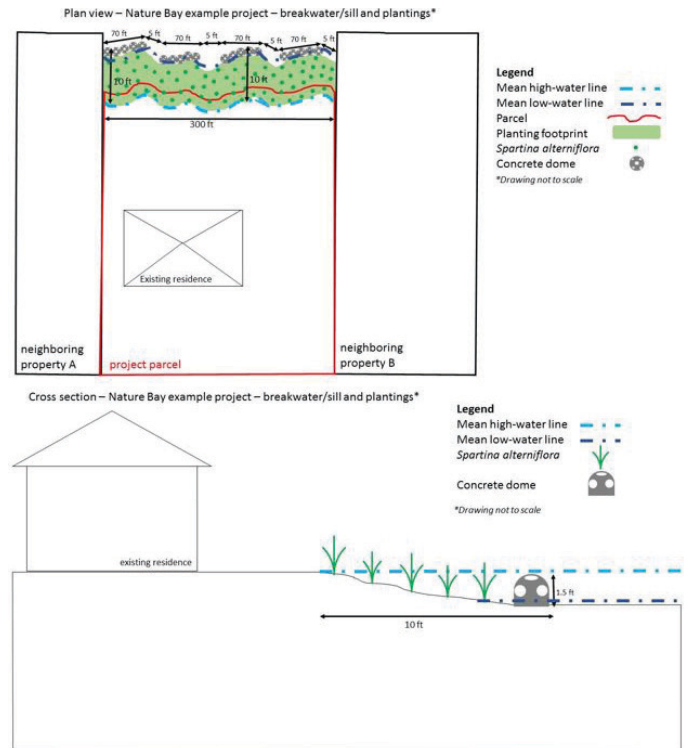 Plan view – Nature Bay example project – breakwater/sill and plantings*
70 ft 5 ft 70 ft 5 ft 70 ft 5 ft 70 ft 5 ft
10 ft
10 ft
300 ft
Existing residence
neighboring
property A
project parcel
neighboring
property B
Legend
Mean high-water line
Mean low-water line
Parcel
Planting footprint
Spartina alterniflora
Concrete dome
*Drawing not to scale
Cross section – Nature Bay example project – breakwater/sill and plantings*
Legend
Mean high-water line
Mean low-water line
Spartina alterniflora
Concrete dome
*Drawing not to scale
existing residence
1.5 ft
10 ft